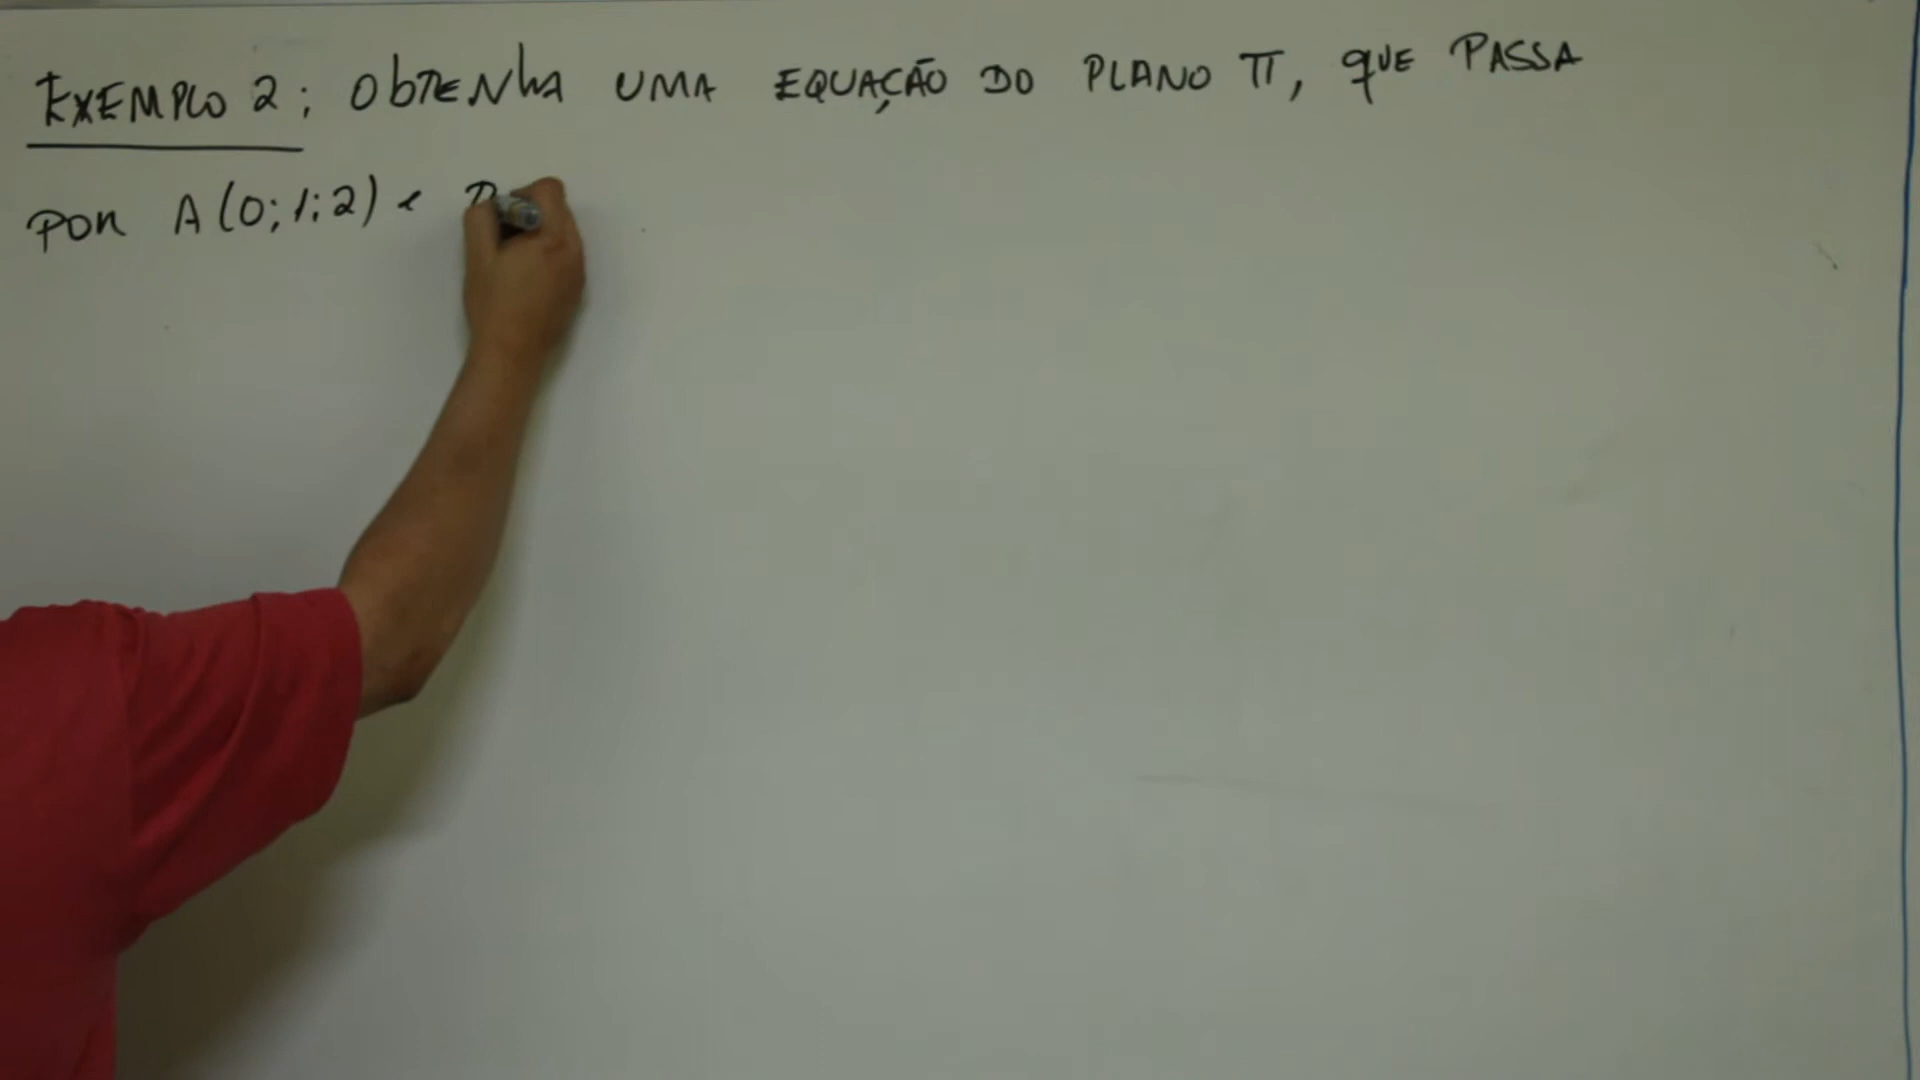 EXEMPLO 2: ObTENhA UMA EQUAÇÃO DO PLANO π, quE PASSA
POR A(0;1;2) e